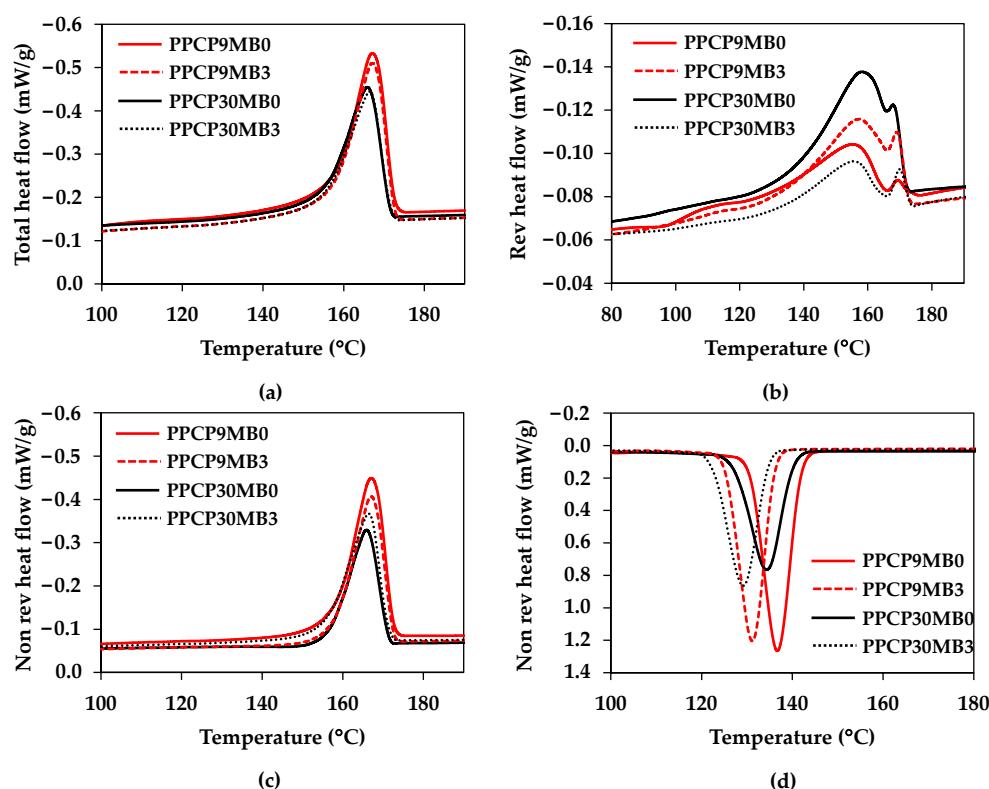 Total heat flow (mW/g)
−0.6
−0.5
−0.4
−0.3
−0.2
−0.1
0.0
PPCP9MB0
PPCP9MB3
PPCP30MB0
PPCP30MB3
100 120 140 160 180
Temperature (°C)
(a)
Rev heat flow (mW/g)
−0.16
−0.14
−0.12
−0.10
−0.08
−0.06
−0.04
PPCP9MB0
PPCP9MB3
PPCP30MB0
PPCP30MB3
80 100 120 140 160 180
Temperature (°C)
(b)
Non rev heat flow (mW/g)
−0.6
−0.5
−0.4
−0.3
−0.2
−0.1
0.0
PPCP9MB0
PPCP9MB3
PPCP30MB0
PPCP30MB3
100 120 140 160 180
Temperature (°C)
(c)
Non rev heat flow (mW/g)
−0.2
0.0
0.2
0.4
0.6
0.8
1.0
1.2
1.4
PPCP9MB0
PPCP9MB3
PPCP30MB0
PPCP30MB3
100 120 140 160 180
Temperature (°C)
(d)